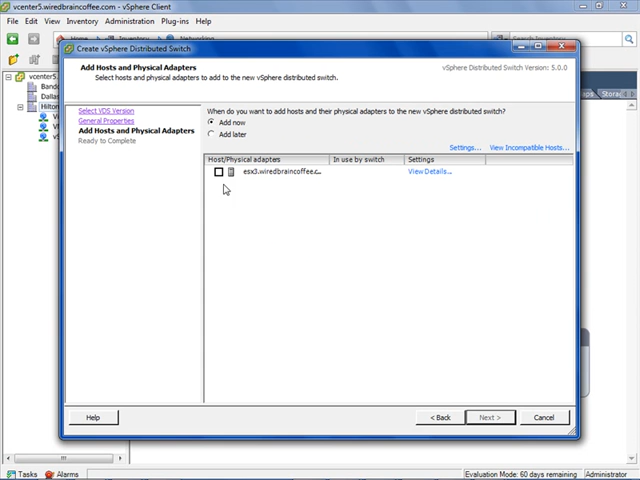 vcenter5.wiredbraincoffee.com - vSphere Client
File Edit View Inventory Administration Plug-ins Help
Home Inventory Networking
vcenter5.
Dallas
Hilton
Create vSphere Distributed Switch
Add Hosts and Physical Adapters
Select hosts and physical adapters to add to the new vSphere distributed switch.
vSphere Distributed Switch Version: 5.0.0
Select VDS Version
General Properties
Add Hosts and Physical Adapters
Ready to Complete
When do you want to add hosts and their physical adapters to the new vSphere distributed switch?
Add now
Add later
Settings... View Incompatible Hosts...
Host/Physical adapters In use by switch Settings
esx3.wiredbraincoffee.c... View Details...
Help < Back Next > Cancel
Tasks Alarms Evaluation Mode: 60 days remaining Administrator